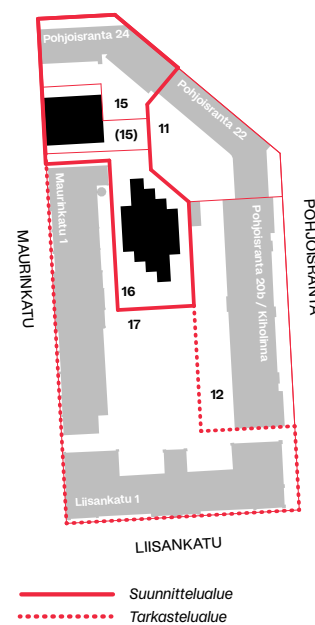 Pohjoisranta 24
15
(15)
11
Pohjoisranta 22
Maurinkatu 1
MAURINKATU
Pohjoisranta 20b / Kiholinna
POHJOISRANTA
16
17
12
Liisankatu 1
LIISANKATU
Suunnittelualue
Tarkastelualue